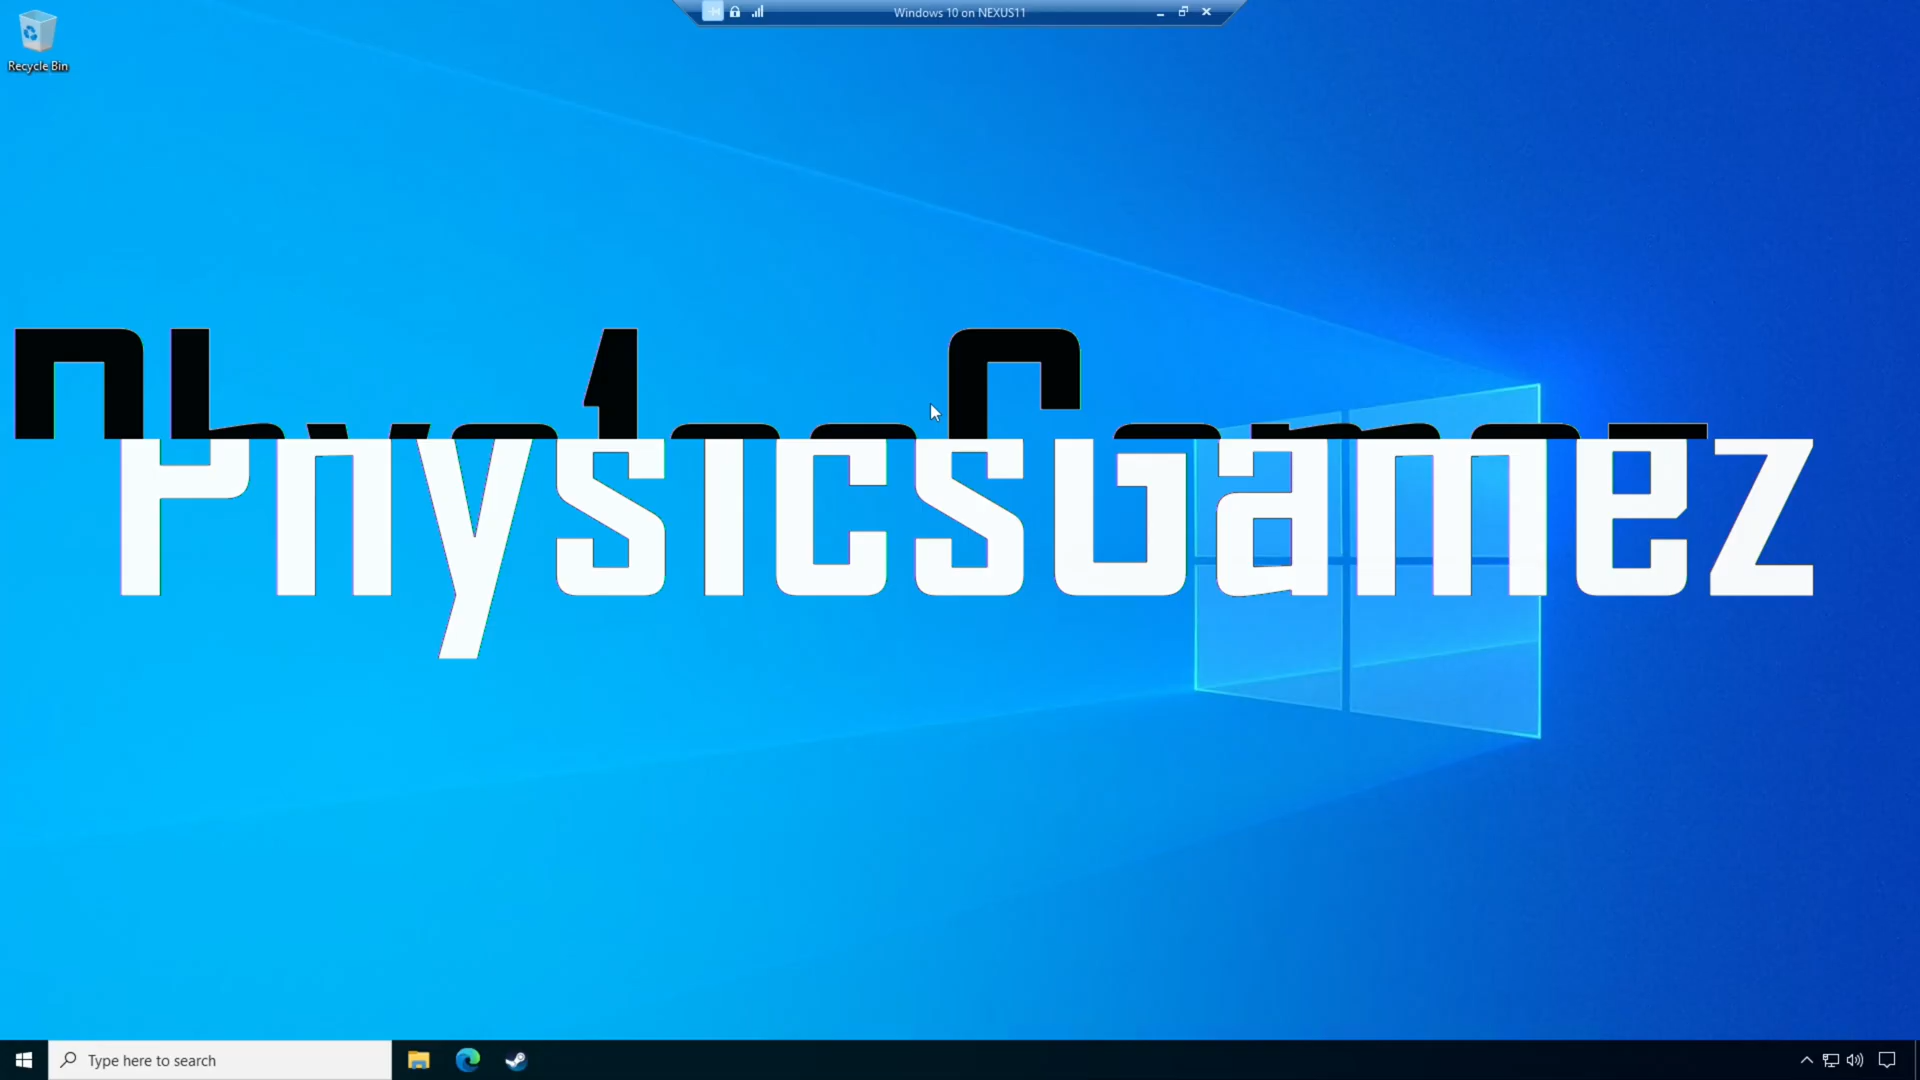 Windows 10 on NEXUS11
Recycle Bin
PhysicsGamez
Type here to search